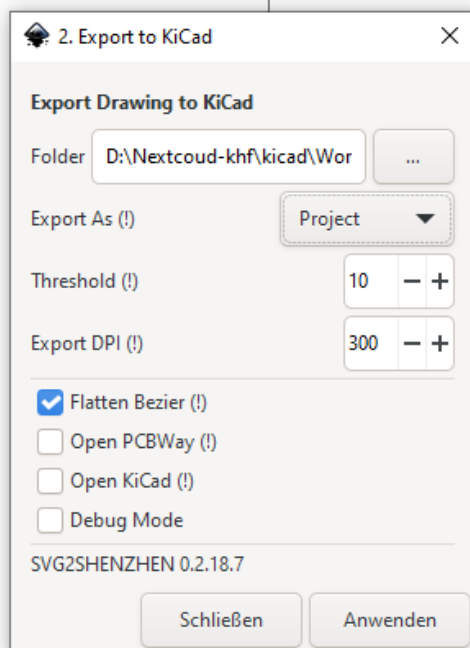 2. Export to KiCad
Export Drawing to KiCad
Folder D:\Nextcoud-khf\kicad\Wor ...
Export As (!) Project
Threshold (!) 10
Export DPI (!) 300
Flatten Bezier (!)
Open PCBWay (!)
Open KiCad (!)
Debug Mode
SVG2SHENZHEN 0.2.18.7
Schließen Anwenden